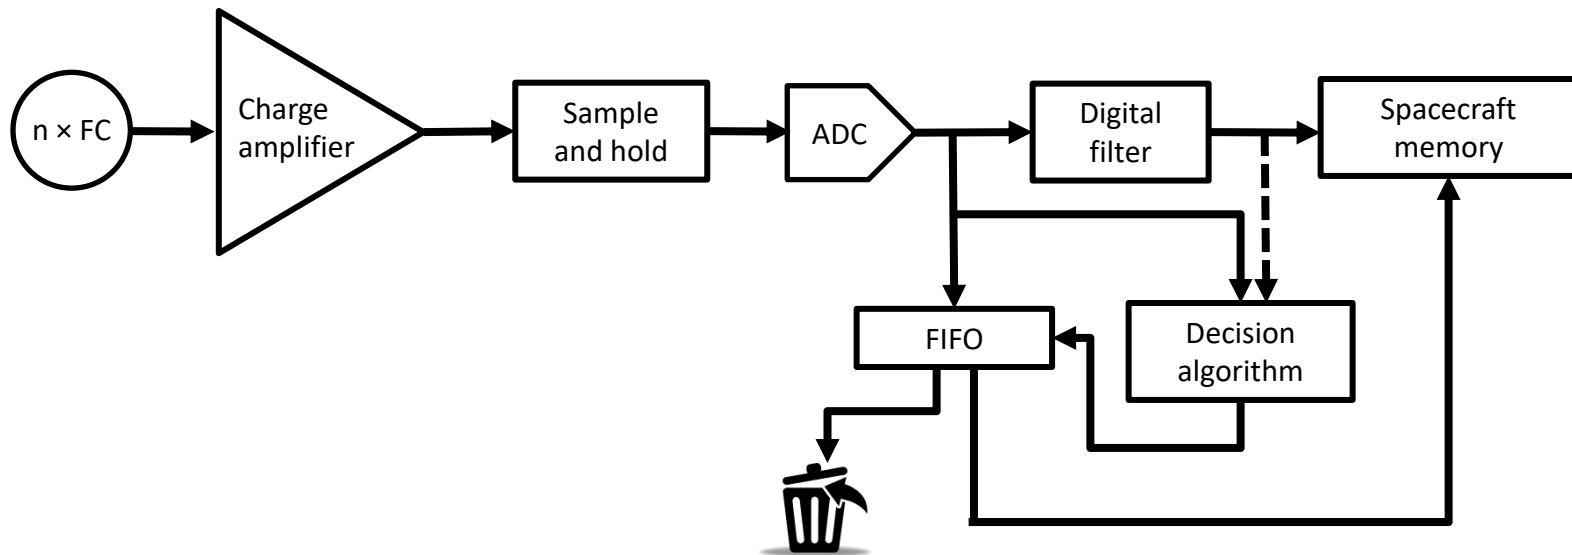 n × FC
Charge
amplifier
Sample
and hold
ADC
Digital
filter
Spacecraft
memory
FIFO
Decision
algorithm